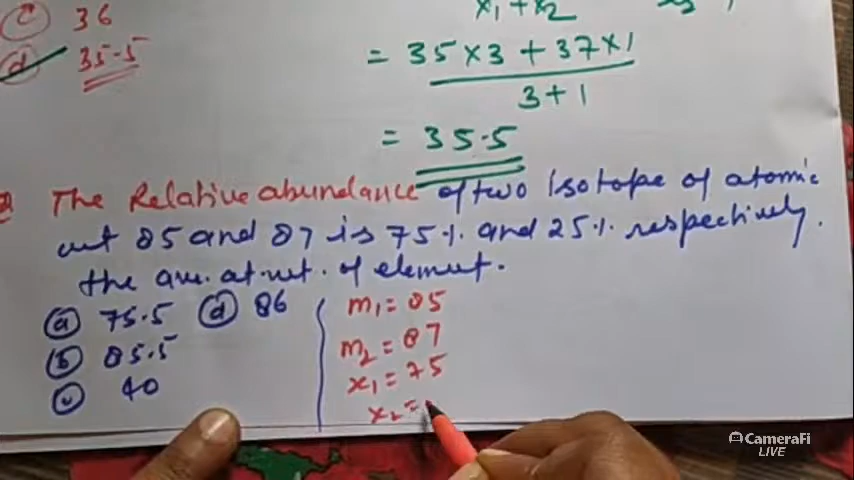 x₁ + x₂
(c) 36
= 35 × 3 + 37 × 1
(d) 35.5
3 + 1
= 35.5
The Relative abundance of two isotope of atomic
wt 85 and 87 is 75 % and 25 % respectively.
the ave. at. wt. of element.
(a) 75.5 (d) 86
(b) 85.5
(c) 40
m₁ = 85
m₂ = 87
x₁ = 75
x₂ =
CameraFi
LIVE